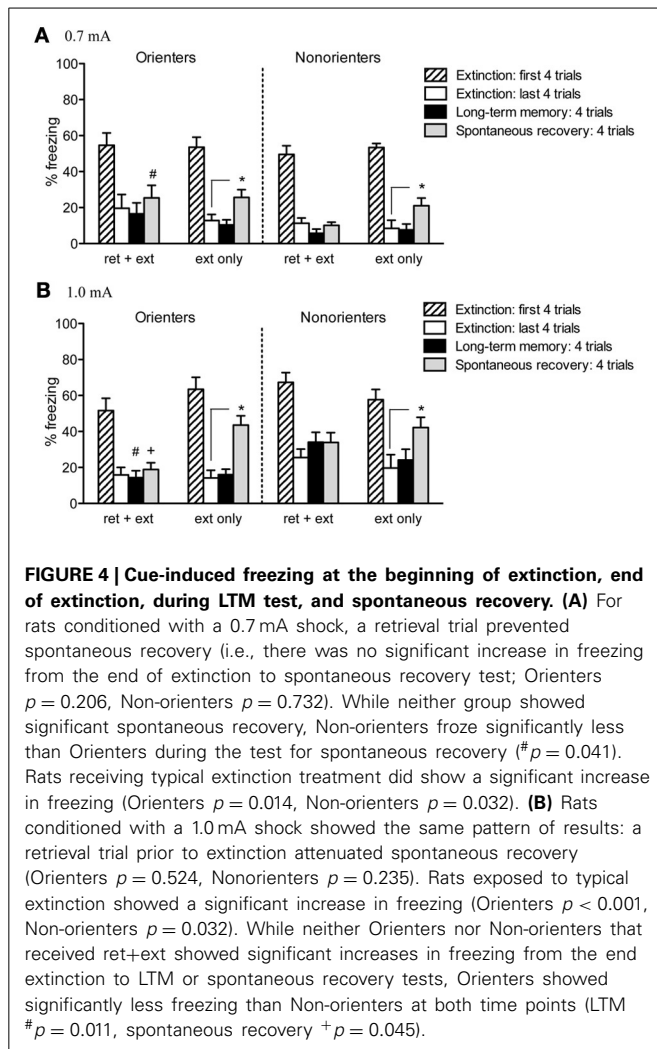 A 0.7 mA
Orienters Nonorienters
Extinction: first 4 trials
Extinction: last 4 trials
Long-term memory: 4 trials
Spontaneous recovery: 4 trials
% freezing
100
80
60
40
20
0
#
*
*
ret + ext ext only ret + ext ext only
B 1.0 mA
Orienters Nonorienters
Extinction: first 4 trials
Extinction: last 4 trials
Long-term memory: 4 trials
Spontaneous recovery: 4 trials
% freezing
100
80
60
40
20
0
# +
*
*
ret + ext ext only ret + ext ext only
FIGURE 4 | Cue-induced freezing at the beginning of extinction, end
of extinction, during LTM test, and spontaneous recovery. (A) For
rats conditioned with a 0.7 mA shock, a retrieval trial prevented
spontaneous recovery (i.e., there was no significant increase in freezing
from the end of extinction to spontaneous recovery test; Orienters
p = 0.206, Non-orienters p = 0.732). While neither group showed
significant spontaneous recovery, Non-orienters froze significantly less
than Orienters during the test for spontaneous recovery (#p = 0.041).
Rats receiving typical extinction treatment did show a significant increase
in freezing (Orienters p = 0.014, Non-orienters p = 0.032). (B) Rats
conditioned with a 1.0 mA shock showed the same pattern of results: a
retrieval trial prior to extinction attenuated spontaneous recovery
(Orienters p = 0.524, Nonorienters p = 0.235). Rats exposed to typical
extinction showed a significant increase in freezing (Orienters p < 0.001,
Non-orienters p = 0.032). While neither Orienters nor Non-orienters that
received ret+ext showed significant increases in freezing from the end
extinction to LTM or spontaneous recovery tests, Orienters showed
significantly less freezing than Non-orienters at both time points (LTM
#p = 0.011, spontaneous recovery +p = 0.045).